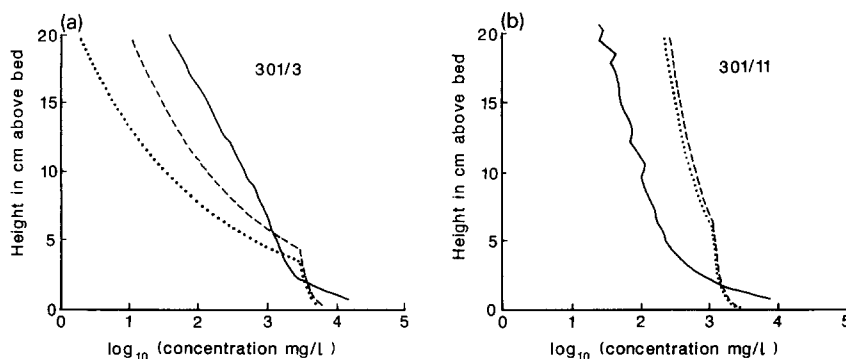 (a)
301/3
Height in cm above bed
20
15
10
5
0
0 1 2 3 4 5
log10 (concentration mg/l)
(b)
301/11
Height in cm above bed
20
15
10
5
0
0 1 2 3 4 5
log10 (concentration mg/l)